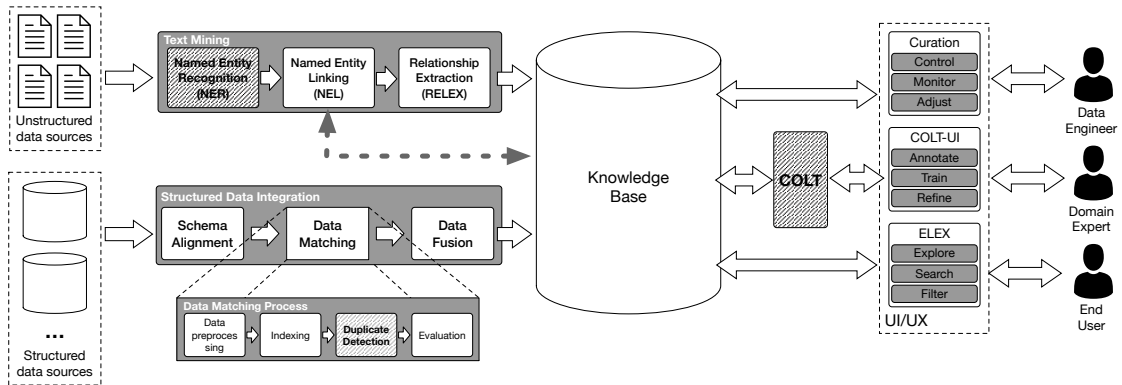 Unstructured
data sources
Text Mining
Named Entity
Recognition
(NER)
Named Entity
Linking
(NEL)
Relationship
Extraction
(RELEX)
Structured
data sources
...
Structured Data Integration
Schema
Alignment
Data
Matching
Data
Fusion
Data Matching Process
Data
preproces
sing
Indexing
Duplicate
Detection
Evaluation
Knowledge
Base
COLT
Curation
Control
Monitor
Adjust
COLT-UI
Annotate
Train
Refine
ELEX
Explore
Search
Filter
UI/UX
Data
Engineer
Domain
Expert
End
User